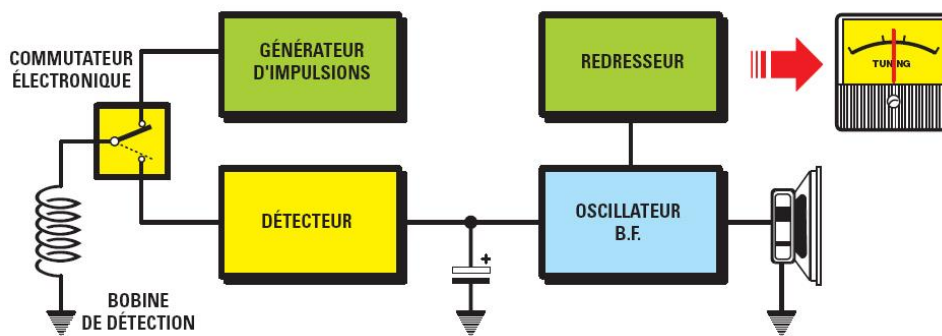 COMMUTATEUR
ÉLECTRONIQUE
GÉNÉRATEUR
D'IMPULSIONS
REDRESSEUR
TUNING
DÉTECTEUR
+
OSCILLATEUR
B.F.
BOBINE
DE DÉTECTION